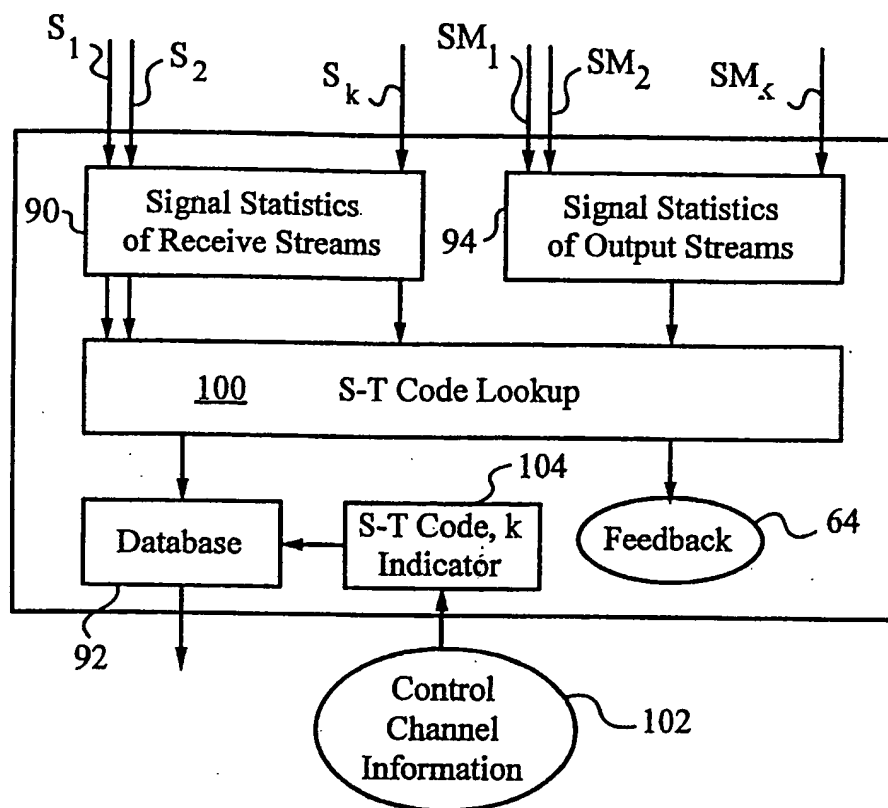 S1 S2 Sk SM1 SM2 SMx
90
Signal Statistics
of Receive Streams
94
Signal Statistics
of Output Streams
100 S-T Code Lookup
104
Database
S-T Code, k
Indicator
Feedback
64
92
Control
Channel
Information
102